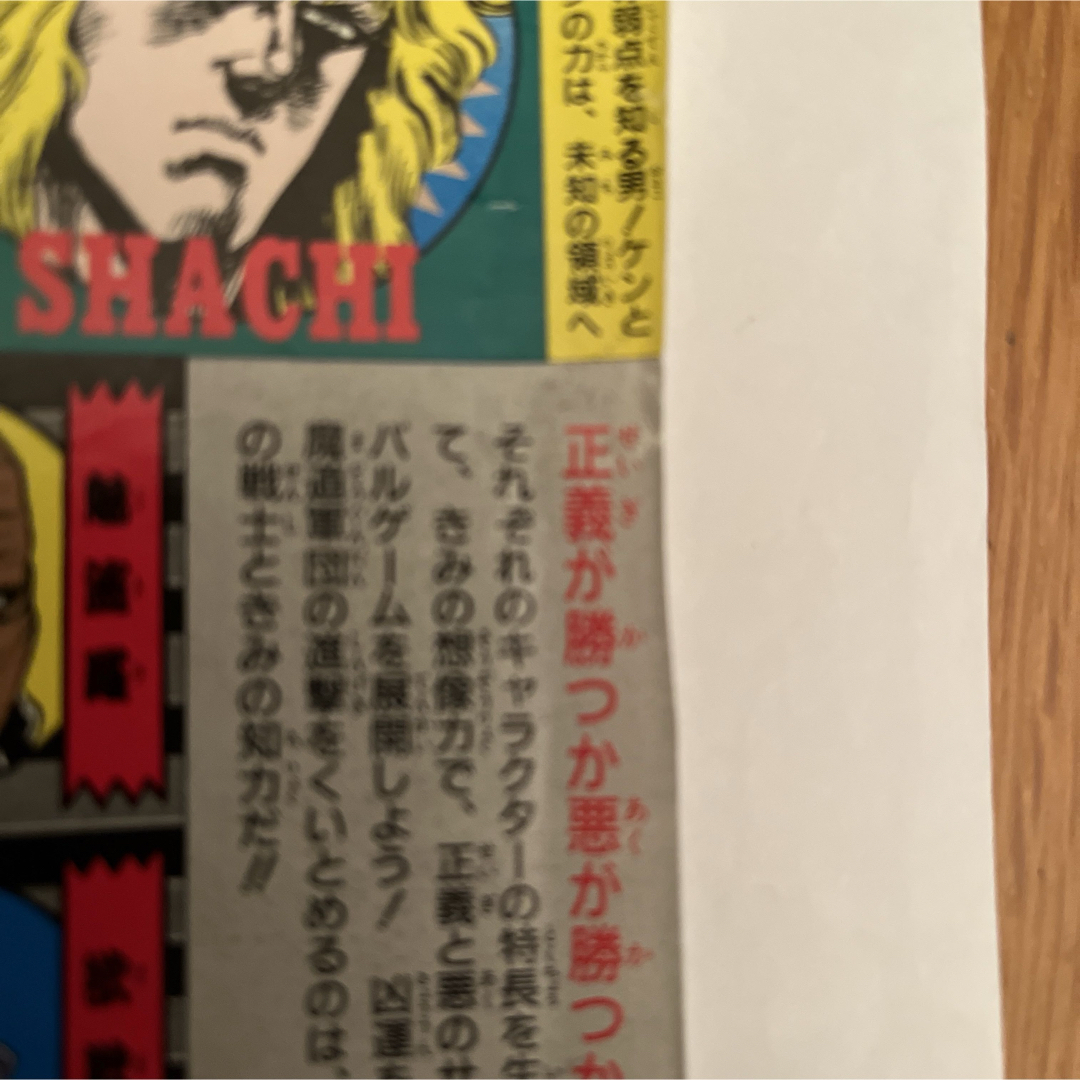 弱点を知る男!ケンと
の力は、未知の領域へ
SHACHI
正義が勝つか悪が勝つか
それぞれのキャラクターの特長を生
て、きみの想像力で、正義と悪のサ
バルゲームを展開しよう!凶運を
魔道軍団の進撃をくいとめるのは、
の戦士ときみの知力だ!!